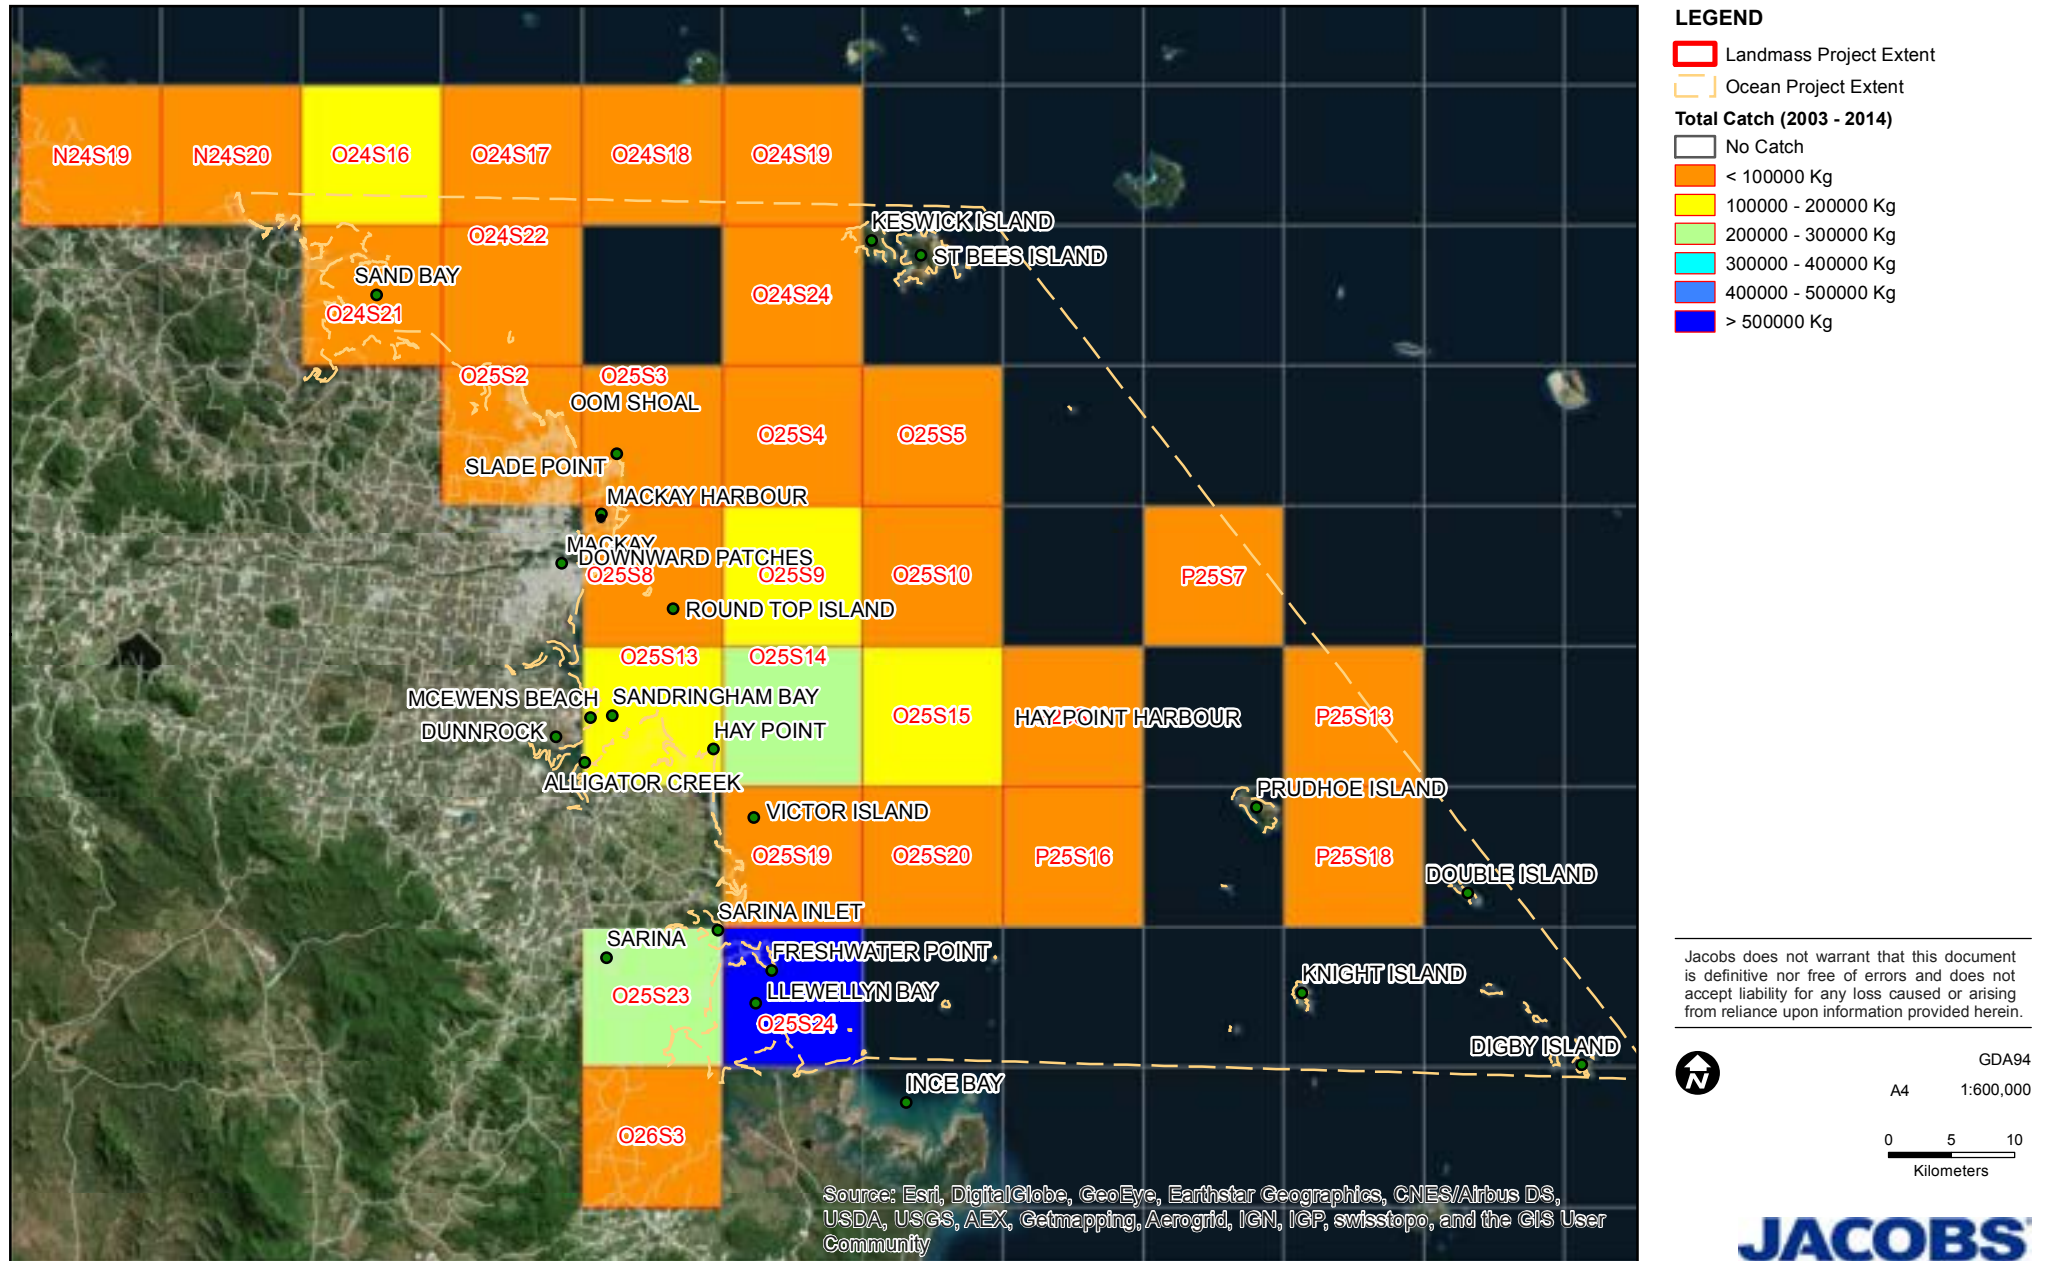 LEGEND
Landmass Project Extent
Ocean Project Extent
Total Catch (2003 - 2014)
No Catch
< 100000 Kg
100000 - 200000 Kg
200000 - 300000 Kg
300000 - 400000 Kg
400000 - 500000 Kg
> 500000 Kg
N24S19
N24S20
O24S16
O24S17
O24S18
O24S19
KESWICK ISLAND
O24S22
ST BEES ISLAND
SAND BAY
O24S24
O24S21
O25S2
O25S3
OOM SHOAL
O25S4
O25S5
SLADE POINT
MACKAY HARBOUR
MACKAY
DOWNWARD PATCHES
O25S8
O25S9
O25S10
P25S7
ROUND TOP ISLAND
O25S13
O25S14
MCEWENS BEACH
SANDRINGHAM BAY
O25S15
HAY POINT HARBOUR
P25S13
DUNNROCK
HAY POINT
ALLIGATOR CREEK
PRUDHOE ISLAND
VICTOR ISLAND
O25S19
O25S20
P25S16
P25S18
DOUBLE ISLAND
SARINA INLET
SARINA
FRESHWATER POINT
KNIGHT ISLAND
O25S23
LLEWELLYN BAY
O25S24
DIGBY ISLAND
INCE BAY
O26S3
Source: Esri, DigitalGlobe, GeoEye, Earthstar Geographics, CNES/Airbus DS,
USDA, USGS, AEX, Getmapping, Aerogrid, IGN, IGP, swisstopo, and the GIS User
Community
Jacobs does not warrant that this document
is definitive nor free of errors and does not
accept liability for any loss caused or arising
from reliance upon information provided herein.
N
GDA94
A4 1:600,000
0 5 10
Kilometers
JACOBS